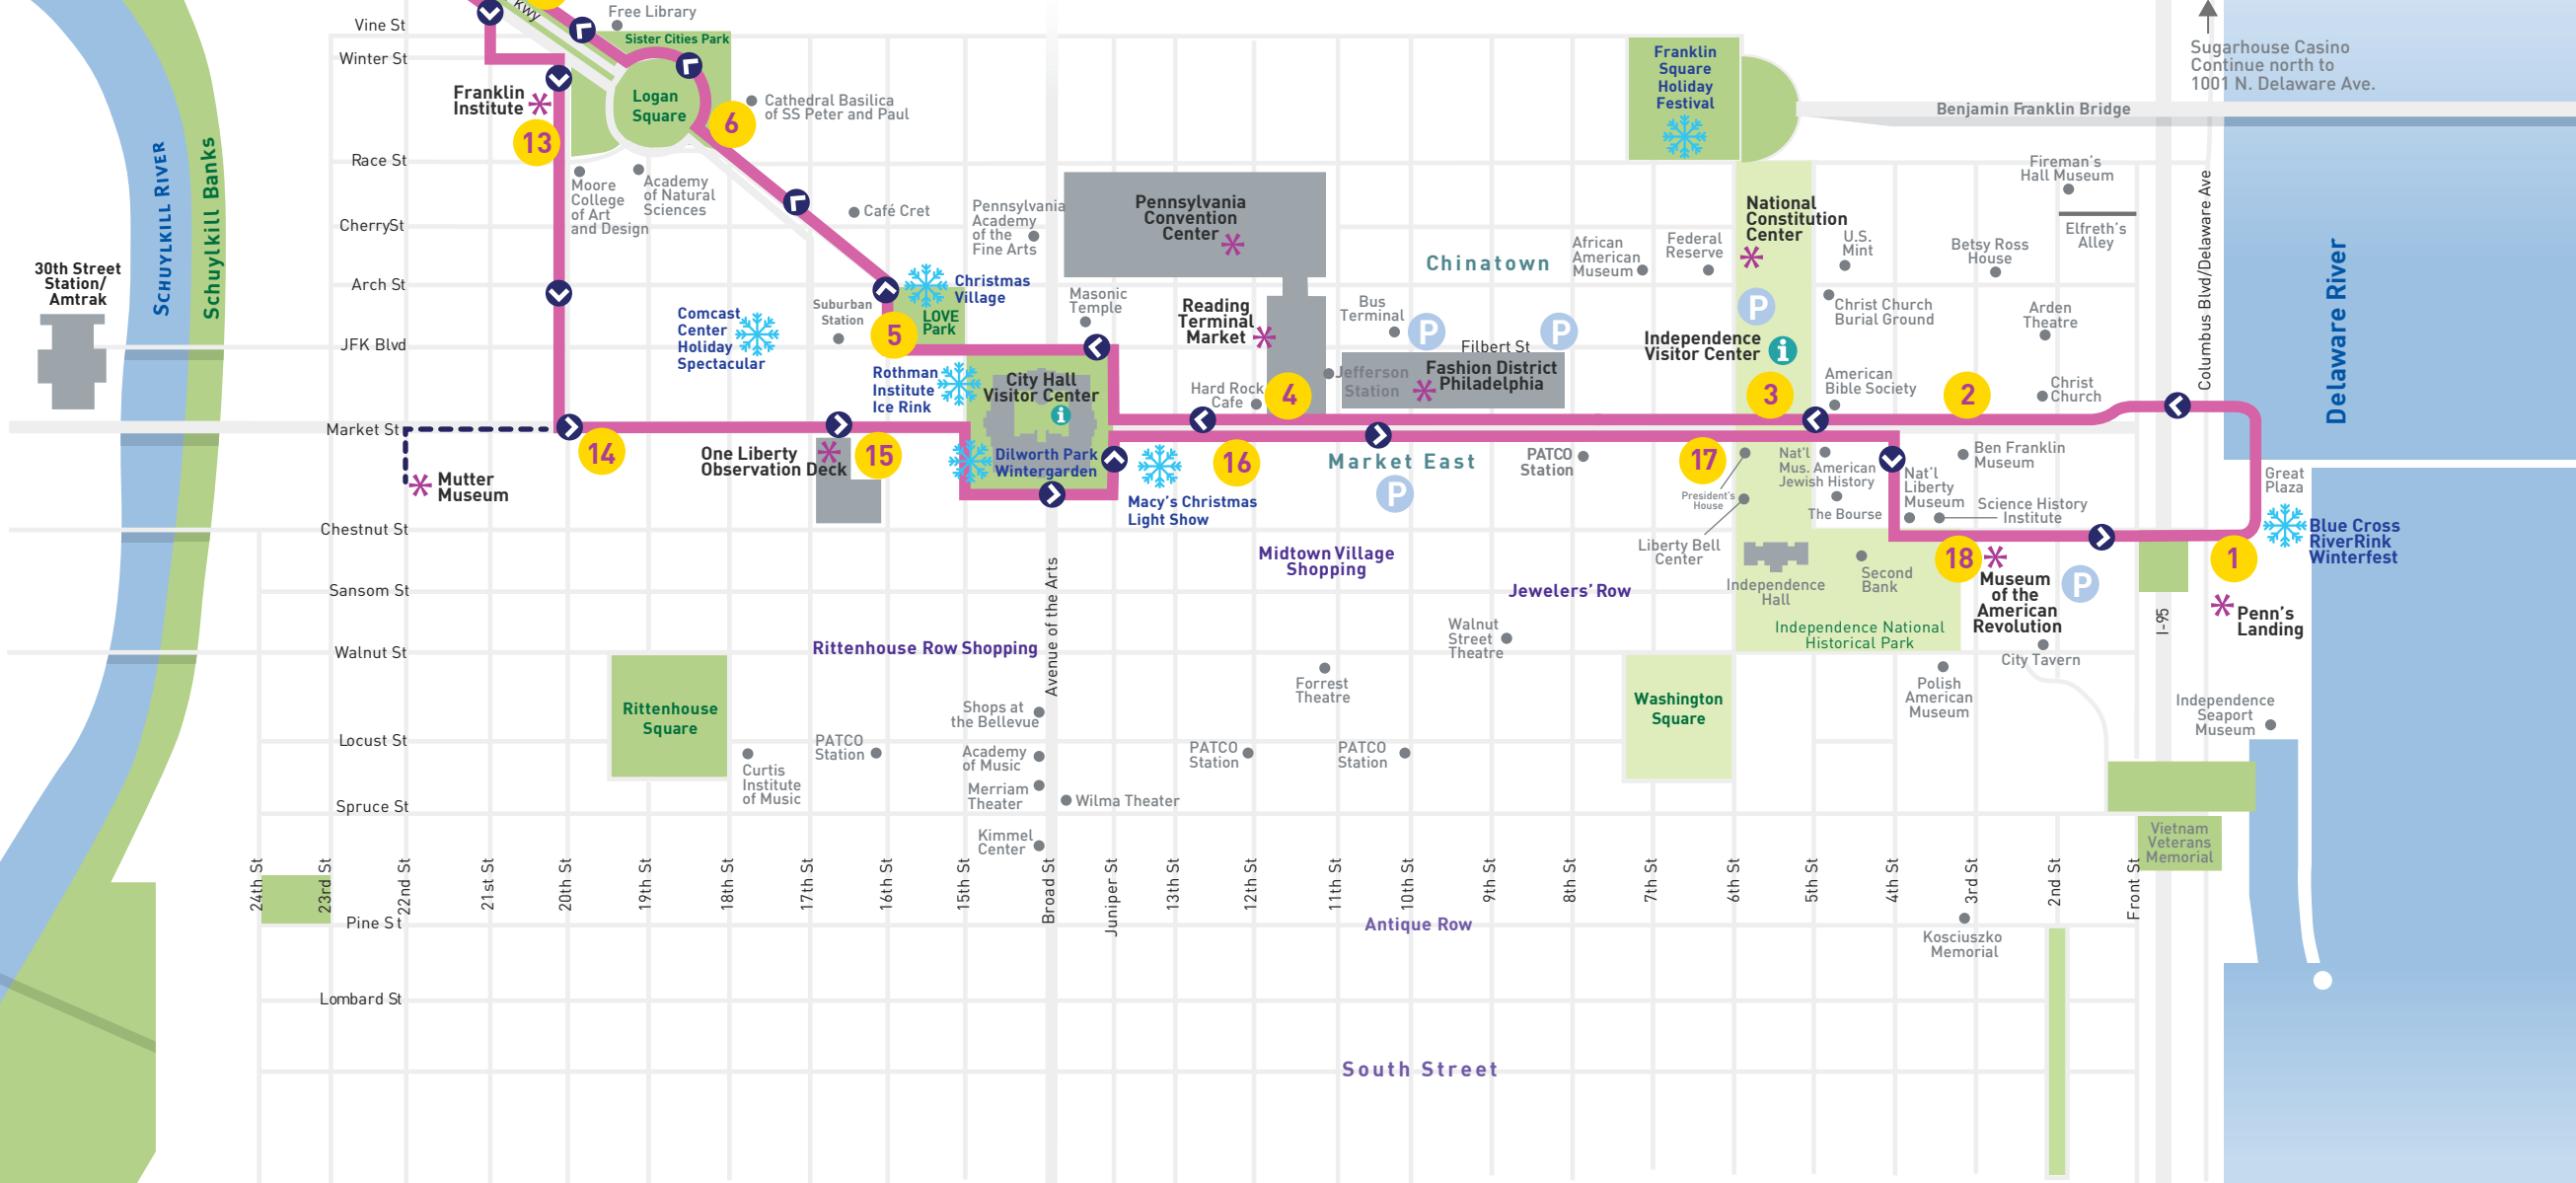 Vine St
Winter St
Race St
CherrySt
Arch St
JFK Blvd
Market St
Chestnut St
Sansom St
Walnut St
Locust St
Spruce St
Pine St
Lombard St
kwy
Free Library
Sister Cities Park
Logan
Square
Franklin
Institute
13
6
Cathedral Basilica
of SS Peter and Paul
Moore
College
of Art
and Design
Academy
of Natural
Sciences
Café Cret
Pennsylvania
Academy
of the
Fine Arts
Pennsylvania
Convention
Center
Schuylkill River
Schuylkill Banks
30th Street
Station/
Amtrak
Christmas
Village
LOVE
Park
5
Suburban
Station
Comcast
Center
Holiday
Spectacular
Rothman
Institute
Ice Rink
City Hall
Visitor Center
i
Dilworth Park
Wintergarden
Masonic
Temple
Reading
Terminal
Market
Hard Rock
Cafe
4
Bus
Terminal
P
P
Chinatown
Filbert St
Jefferson
Station
Fashion District
Philadelphia
Franklin
Square
Holiday
Festival
Benjamin Franklin Bridge
Sugarhouse Casino
Continue north to
1001 N. Delaware Ave.
African
American
Museum
Federal
Reserve
National
Constitution
Center
U.S.
Mint
Betsy Ross
House
Fireman's
Hall Museum
Elfreth's
Alley
P
Christ Church
Burial Ground
Arden
Theatre
Independence
Visitor Center
i
3
American
Bible Society
2
Christ
Church
Columbus Blvd/Delaware Ave
Delaware River
Mutter
Museum
14
One Liberty
Observation Deck
15
Macy's Christmas
Light Show
16
Market East
P
PATCO
Station
17
President's
House
Nat'l
Mus. American
Jewish History
The Bourse
Nat'l
Liberty
Museum
Ben Franklin
Museum
Science History
Institute
Great
Plaza
Blue Cross
RiverRink
Winterfest
1
Penn's
Landing
I-95
Liberty Bell
Center
Independence
Hall
Second
Bank
18
Museum
of the
American
Revolution
P
City Tavern
Independence National
Historical Park
Midtown Village
Shopping
Jewelers' Row
Rittenhouse Row Shopping
Avenue of the Arts
Walnut
Street
Theatre
Forrest
Theatre
Washington
Square
Rittenhouse
Square
Curtis
Institute
of Music
PATCO
Station
Shops at
the Bellevue
Academy
of Music
Merriam
Theater
Wilma Theater
Kimmel
Center
PATCO
Station
PATCO
Station
Polish
American
Museum
Independence
Seaport
Museum
Vietnam
Veterans
Memorial
24th St
23rd St
22nd St
21st St
20th St
19th St
18th St
17th St
16th St
15th St
Broad St
Juniper St
13th St
12th St
11th St
10th St
9th St
8th St
7th St
6th St
5th St
4th St
3rd St
2nd St
Front St
Antique Row
Kosciuszko
Memorial
South Street